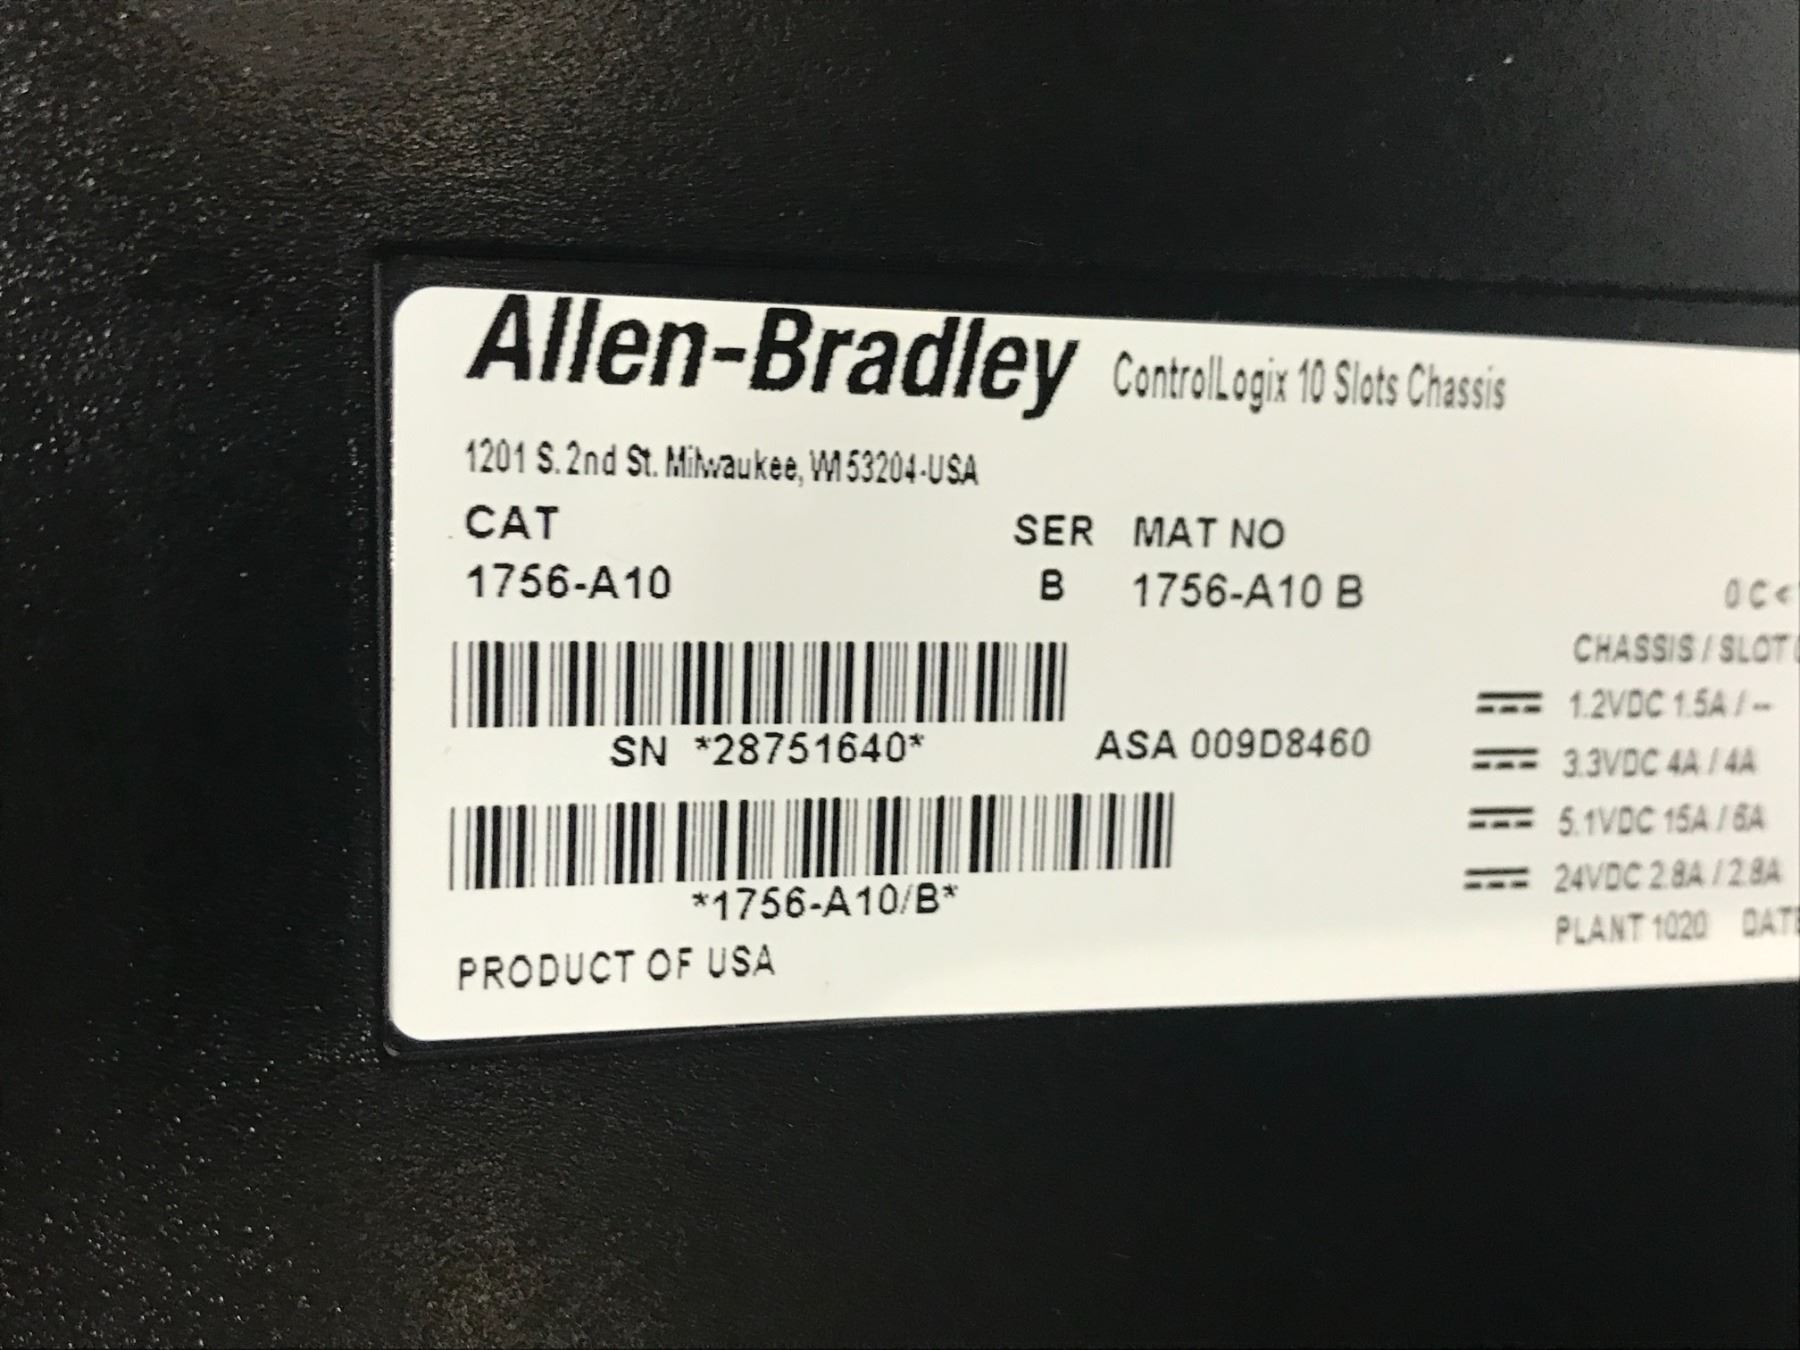 Allen-Bradley ControlLogix 10 Slots Chassis
1201 S. 2nd St. Milwaukee, WI 53204-USA
CAT SER MAT NO
1756-A10 B 1756-A10 B
0 C <
CHASSIS / SLOT
1.2VDC 1.5A / --
3.3VDC 4A / 4A
5.1VDC 15A / 6A
24VDC 2.8A / 2.8A
PLANT 1020 DATE
SN *28751640* ASA 009D8460
*1756-A10/B*
PRODUCT OF USA